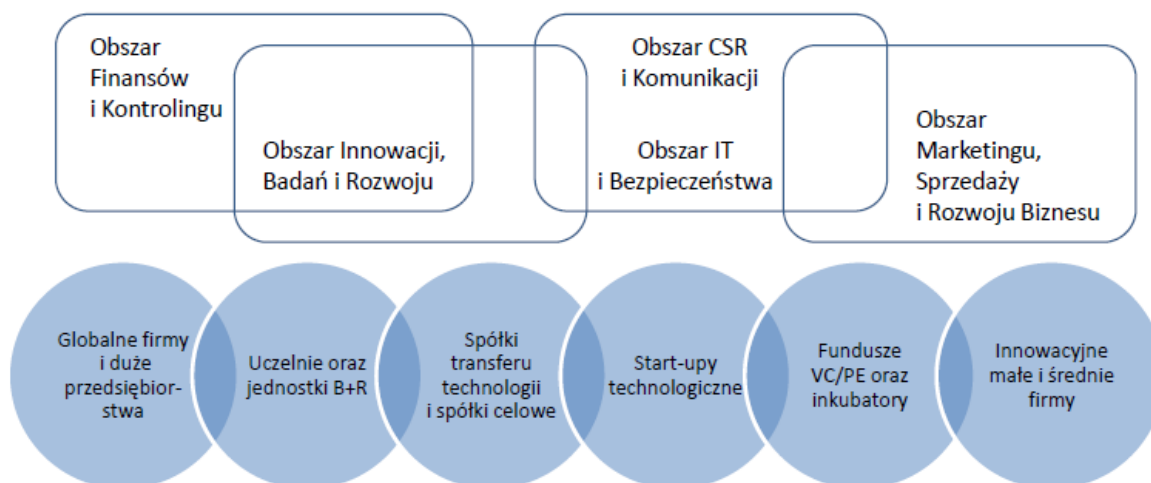 Obszar
Finansów
i Kontrolingu
Obszar Innowacji,
Badań i Rozwoju
Obszar CSR
i Komunikacji
Obszar IT
i Bezpieczeństwa
Obszar
Marketingu,
Sprzedaży
i Rozwoju Biznesu
Globalne firmy
i duże
przedsiębior-
stwa
Uczelnie oraz
jednostki B+R
Spółki
transferu
technologii
i spółki celowe
Start-upy
technologiczne
Fundusze
VC/PE oraz
inkubatory
Innowacyjne
małe i średnie
firmy